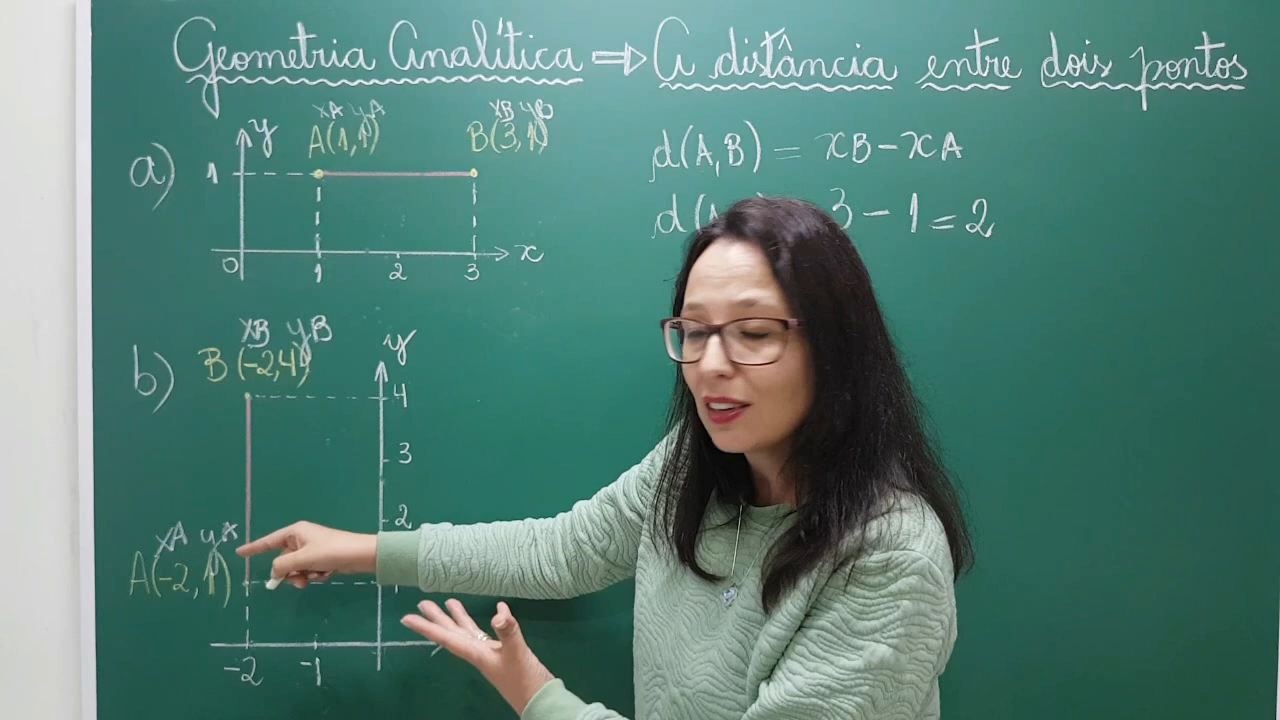 Geometria Analítica ⇒ A distância entre dois pontos
a) y xA yA xB yB
A(1,1) B(3,1)
1
0 1 2 3 x
d(A,B) = xB - xA
3 - 1 = 2
b) xB yB y
B(-2,4)
4
3
2
xA yA
A(-2,1)
-2 -1